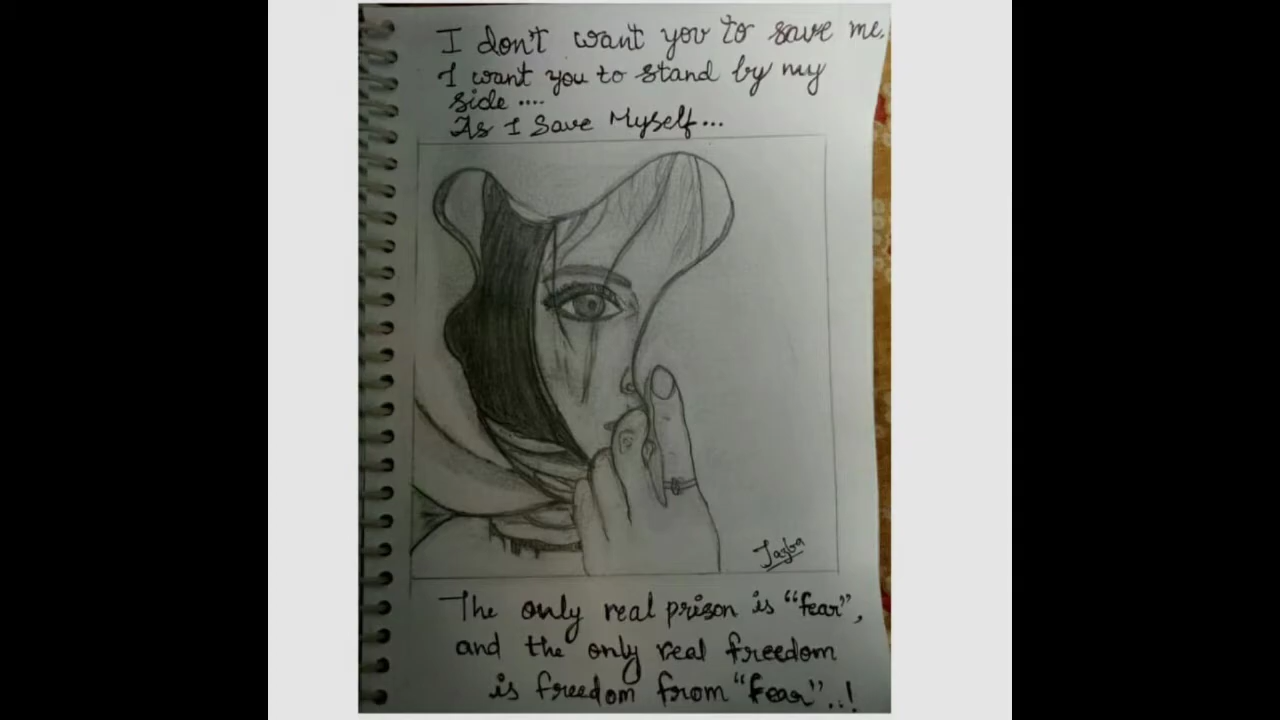 I don't want you to save me.
I want you to stand by my
side ....
As I Save Myself...
Jazba
The only real prison is "fear",
and the only real freedom
is freedom from "fear"..!